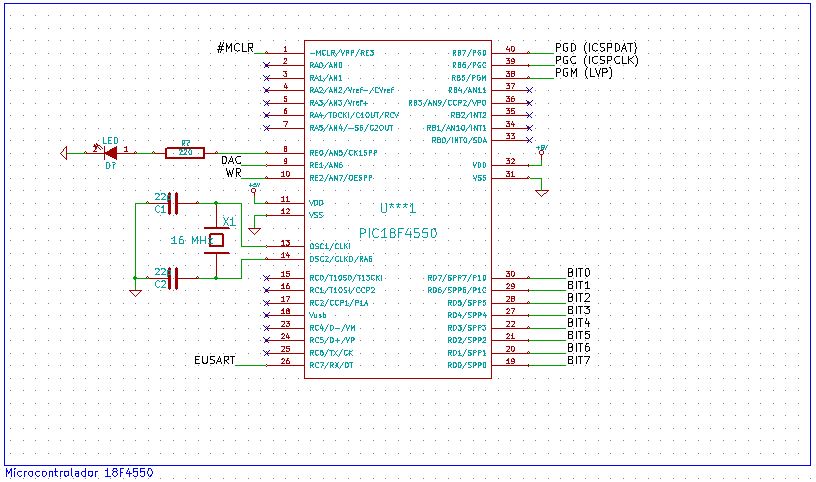 #MCLR
1
-MCLR/VPP/RE3
2
RA0/AN0
3
RA1/AN1
4
RA2/AN2/Vref-/CVref
5
RA3/AN3/Vref+
6
RA4/T0CKI/C1OUT/RCV
7
RA5/AN4/-SS/C2OUT
RB7/PGD
40
PGD (ICSPDAT)
RB6/PGC
39
PGC (ICSPCLK)
RB5/PGM
38
PGM (LVP)
RB4/AN11
37
RB3/AN9/CCP2/VPO
36
RB2/INT2
35
RB1/AN10/INT1
34
RB0/INT0/SDA
33
LED
2
1
D?
R?
220
8
RE0/AN5/CK1SPP
DAC
9
RE1/AN6
WR
10
RE2/AN7/OESPP
VDD
32
+5V
VSS
31
+5V
11
VDD
12
VSS
U***1
PIC18F4550
C1
X1
16 MHz
C2
13
OSC1/CLKI
14
OSC2/CLKO/RA6
15
RC0/T1OSO/T13CKI
16
RC1/T1OSI/CCP2
17
RC2/CCP1/P1A
18
Vusb
23
RC4/D-/VM
24
RC5/D+/VP
25
RC6/TX/CK
EUSART
26
RC7/RX/DT
RD7/SPP7/P1D
30
BIT0
RD6/SPP6/P1C
29
BIT1
RD5/SPP5
28
BIT2
RD4/SPP4
27
BIT3
RD3/SPP3
22
BIT4
RD2/SPP2
21
BIT5
RD1/SPP1
20
BIT6
RD0/SPP0
19
BIT7
Microcontrolador 18F4550